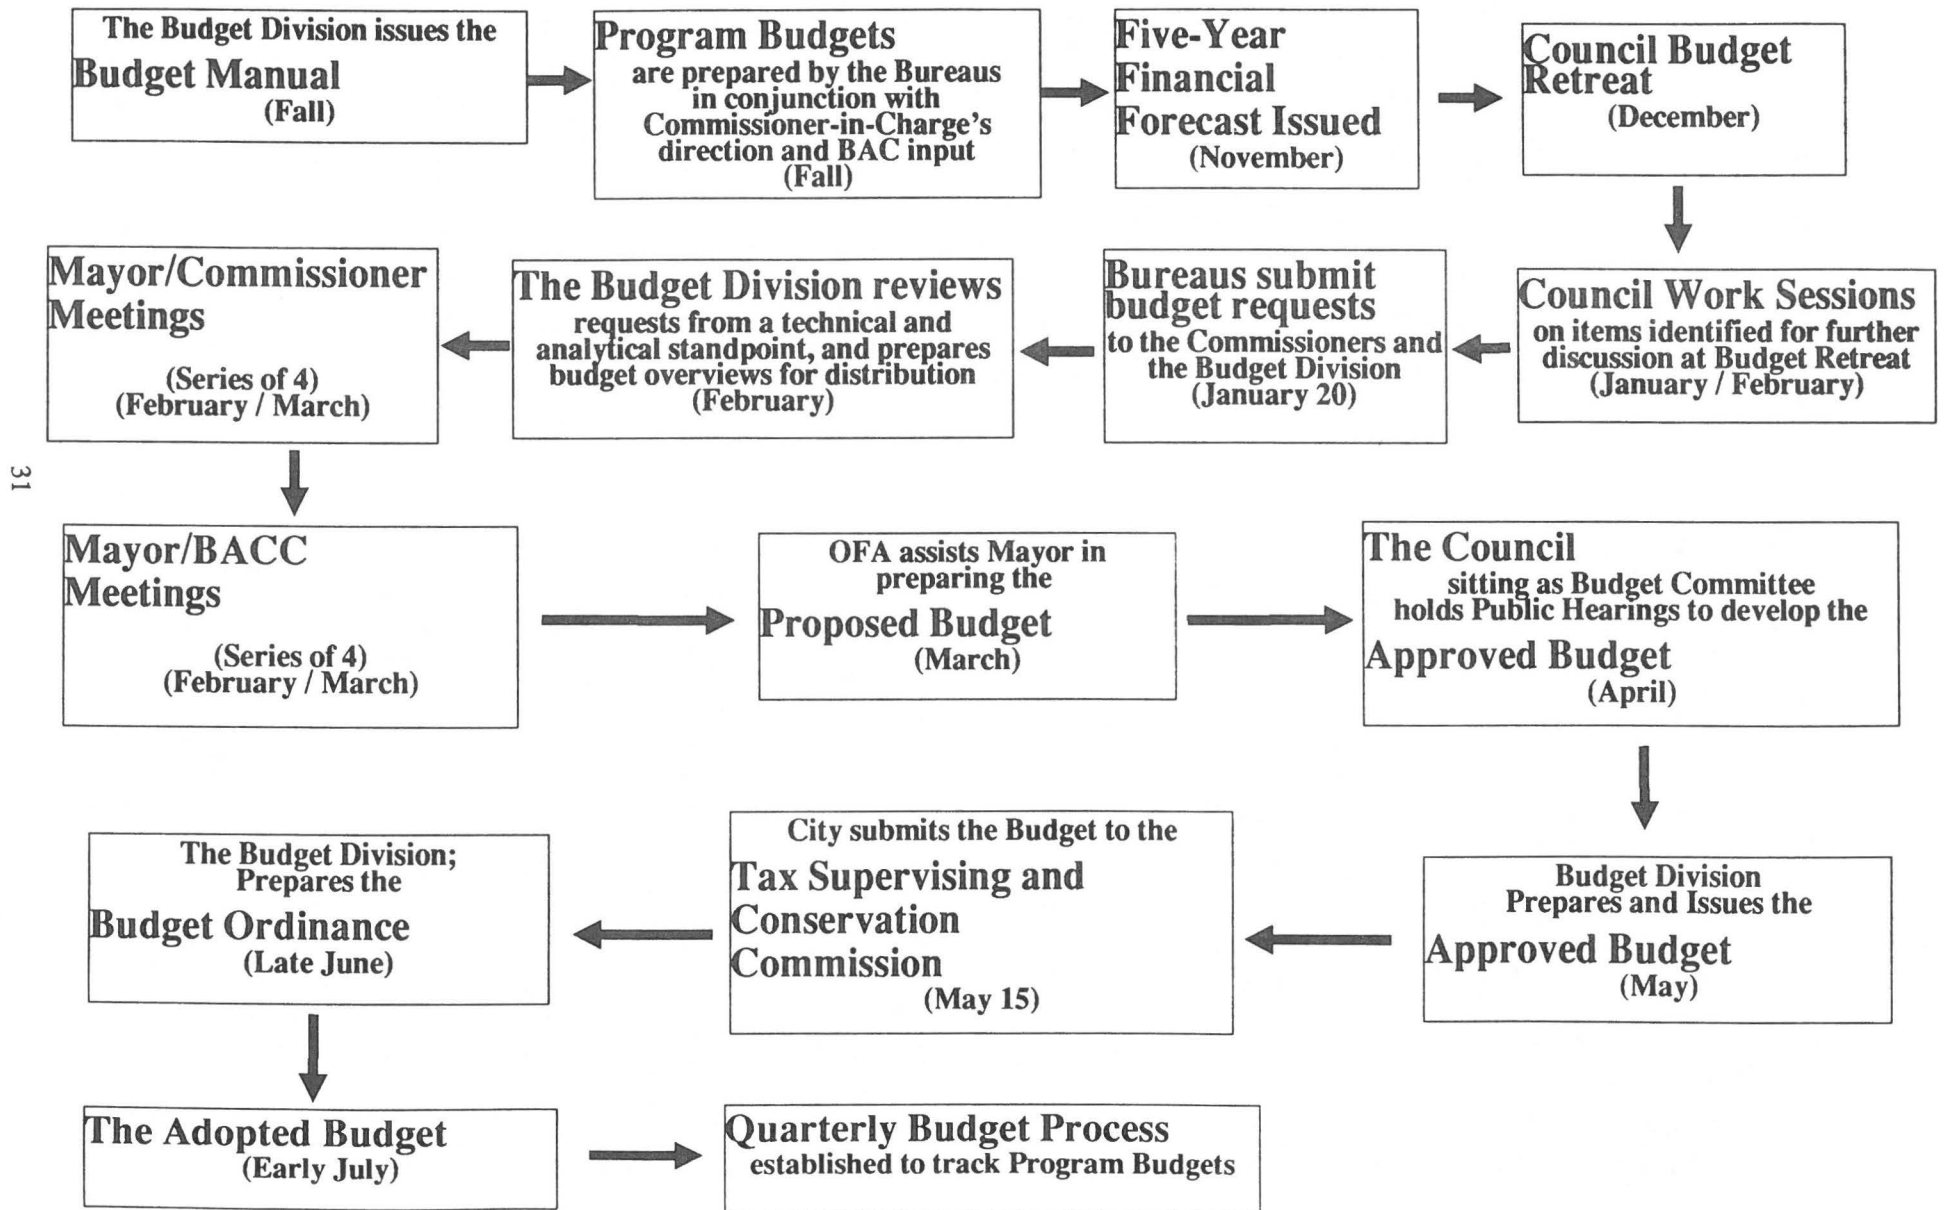 The Budget Division issues the
Budget Manual
(Fall)
Program Budgets
are prepared by the Bureaus
in conjunction with
Commissioner-in-Charge's
direction and BAC input
(Fall)
Five-Year
Financial
Forecast Issued
(November)
Council Budget
Retreat
(December)
Council Work Sessions
on items identified for further
discussion at Budget Retreat
(January / February)
Bureaus submit
budget requests
to the Commissioners and
the Budget Division
(January 20)
The Budget Division reviews
requests from a technical and
analytical standpoint, and prepares
budget overviews for distribution
(February)
Mayor/Commissioner
Meetings
(Series of 4)
(February / March)
31
Mayor/BACC
Meetings
(Series of 4)
(February / March)
OFA assists Mayor in
preparing the
Proposed Budget
(March)
The Council
sitting as Budget Committee
holds Public Hearings to develop the
Approved Budget
(April)
Budget Division
Prepares and Issues the
Approved Budget
(May)
City submits the Budget to the
Tax Supervising and
Conservation
Commission
(May 15)
The Budget Division;
Prepares the
Budget Ordinance
(Late June)
The Adopted Budget
(Early July)
Quarterly Budget Process
established to track Program Budgets